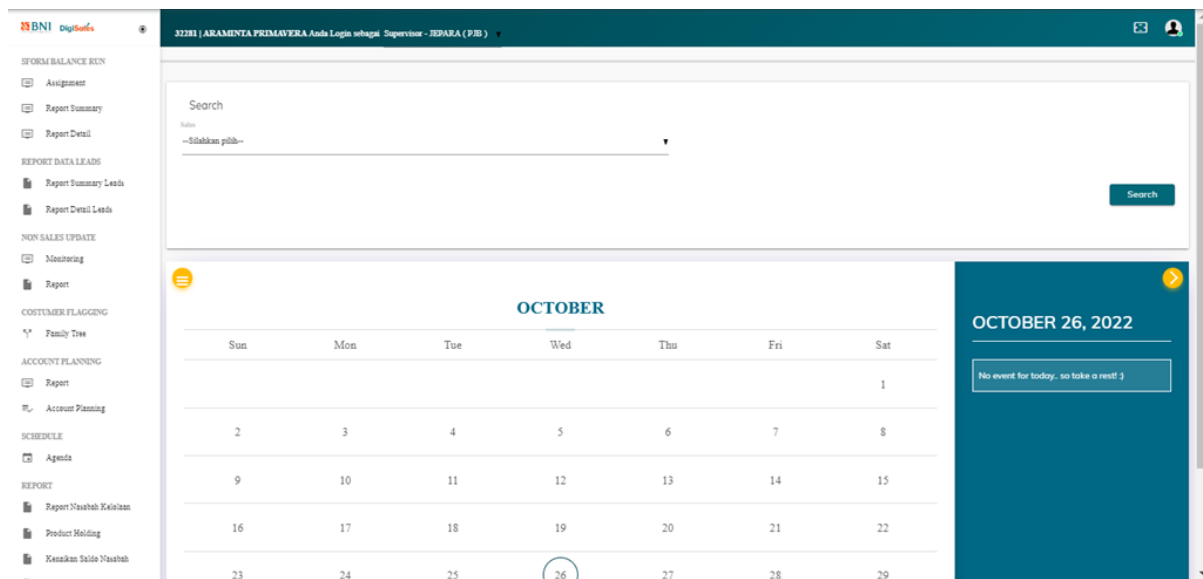 BNI DigiSales
32281 | ARAMINTA PRIMAVERA Anda Login sebagai Supervisor - JEPARA ( PJB )
SFORM BALANCE RUN
Assignment
Report Summary
Report Detail
REPORT DATA LEADS
Report Summary Leads
Report Detail Leads
NON SALES UPDATE
Monitoring
Report
COSTUMER FLAGGING
Family Tree
ACCOUNT PLANNING
Report
Account Planning
SCHEDULE
Agenda
REPORT
Report Nasabah Kelolaan
Product Holding
Kenaikan Saldo Nasabah
Search
Sales
--Silahkan pilih--
Search
OCTOBER
Sun Mon Tue Wed Thu Fri Sat
1
2 3 4 5 6 7 8
9 10 11 12 13 14 15
16 17 18 19 20 21 22
23 24 25 26 27 28 29
OCTOBER 26, 2022
No event for today.. so take a rest! :)